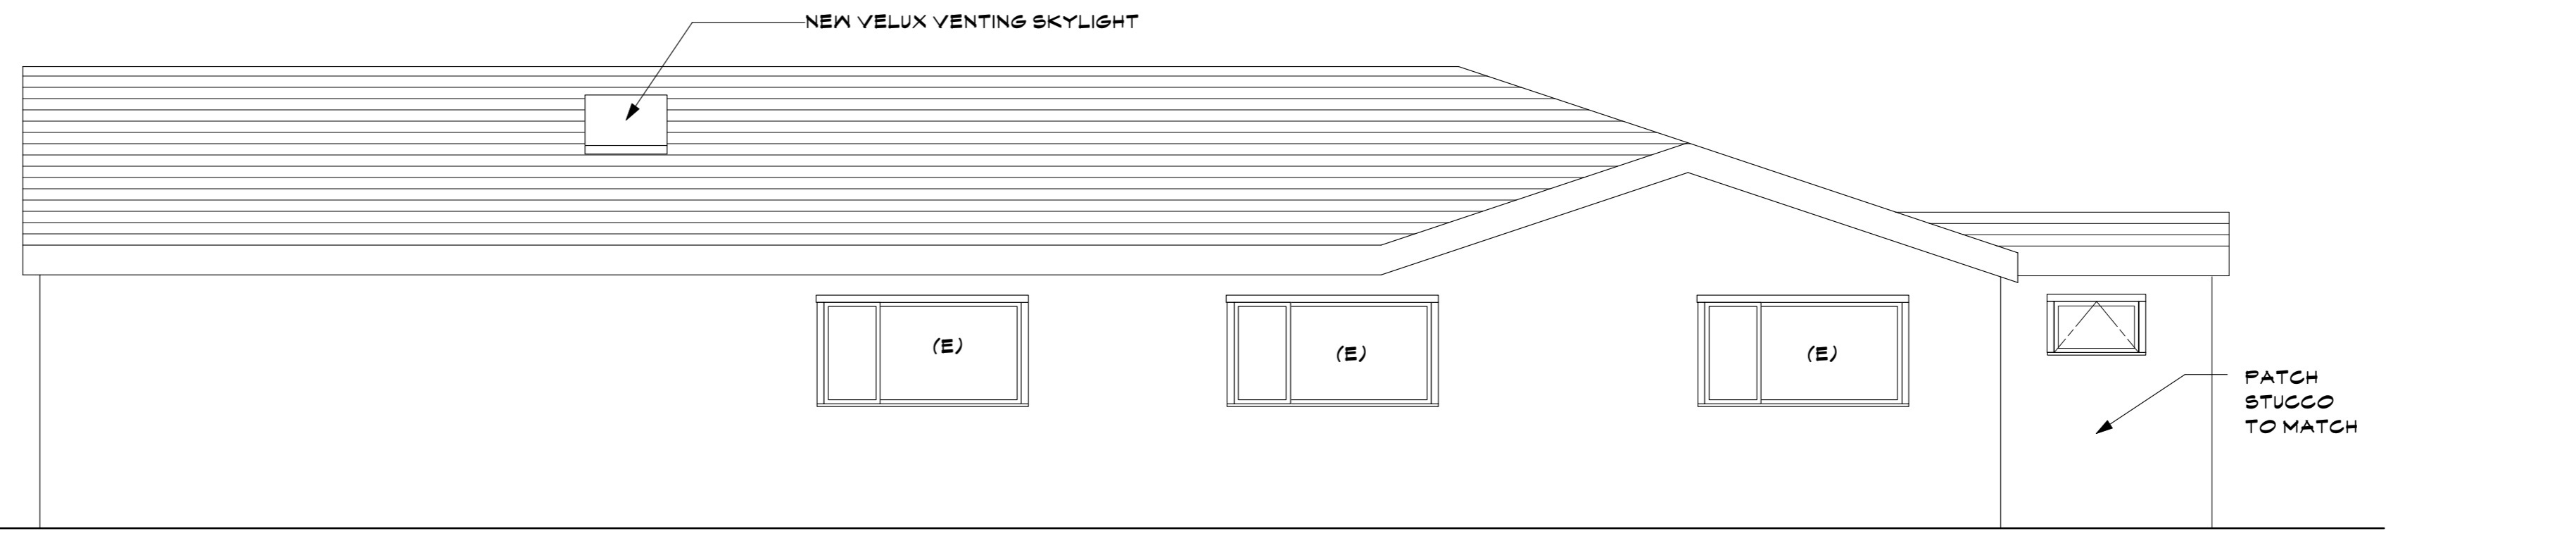 NEW VELUX VENTING SKYLIGHT
(E)
(E)
(E)
PATCH
STUCCO
TO MATCH